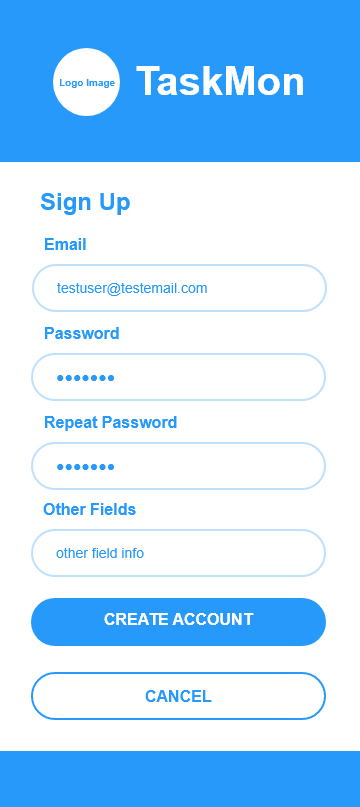 Logo Image
TaskMon
Sign Up
Email
testuser@testemail.com
Password
•••••••
Repeat Password
•••••••
Other Fields
other field info
CREATE ACCOUNT
CANCEL